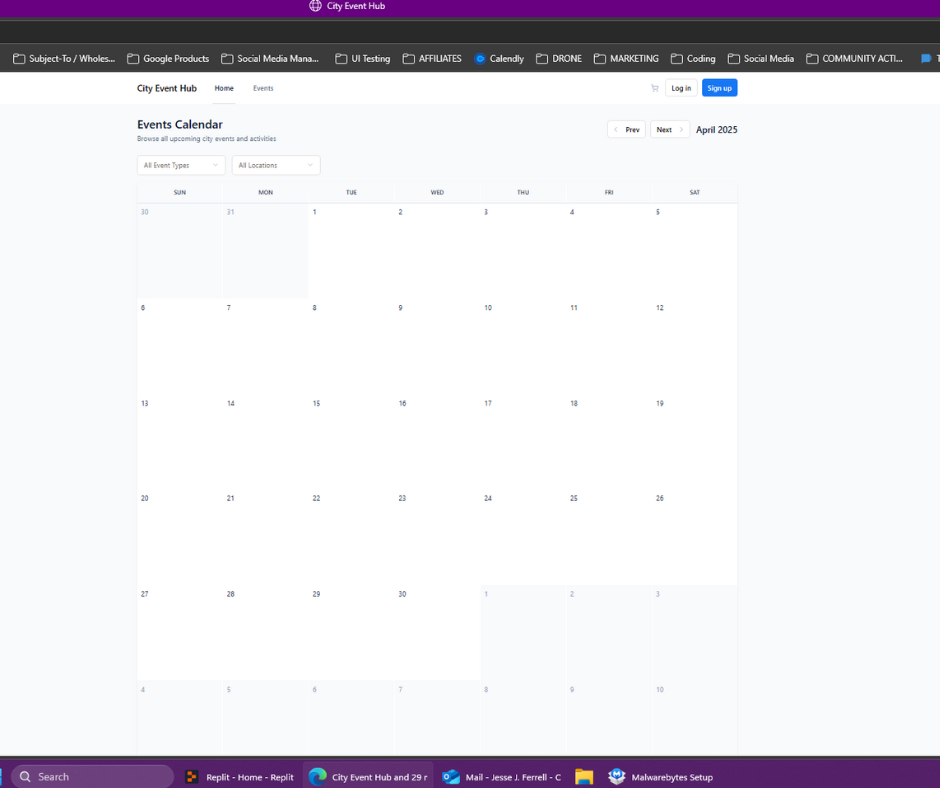 City Event Hub
Subject-To / Wholes... Google Products Social Media Mana... UI Testing AFFILIATES Calendly DRONE MARKETING Coding Social Media COMMUNITY ACTI...
City Event Hub Home Events Log in Sign up
Events Calendar
Browse all upcoming city events and activities
Prev Next April 2025
All Event Types All Locations
SUN MON TUE WED THU FRI SAT
30 31 1 2 3 4 5
6 7 8 9 10 11 12
13 14 15 16 17 18 19
20 21 22 23 24 25 26
27 28 29 30 1 2 3
4 5 6 7 8 9 10
Search Replit - Home - Replit City Event Hub and 29 r Mail - Jesse J. Ferrell - C Malwarebytes Setup